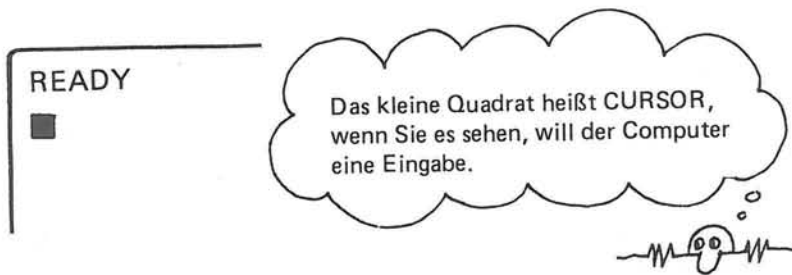 READY
Das kleine Quadrat heißt CURSOR,
wenn Sie es sehen, will der Computer
eine Eingabe.